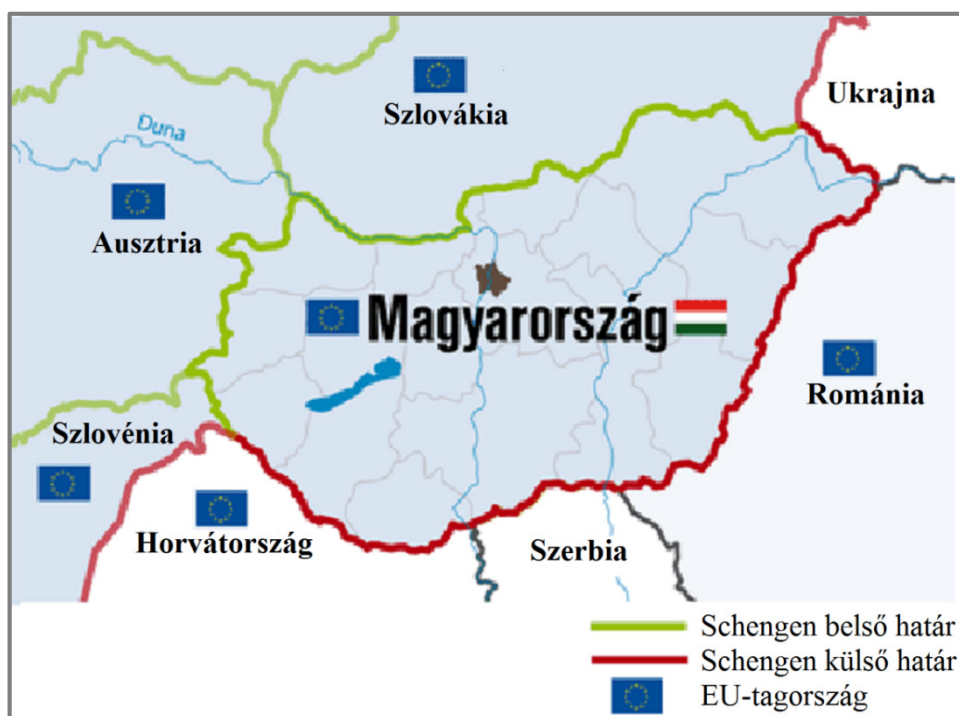 Ukrajna
Szlovákia
Duna
Ausztria
Magyarország
Románia
Szlovénia
Horvátország
Szerbia
Schengen belső határ
Schengen külső határ
EU-tagország